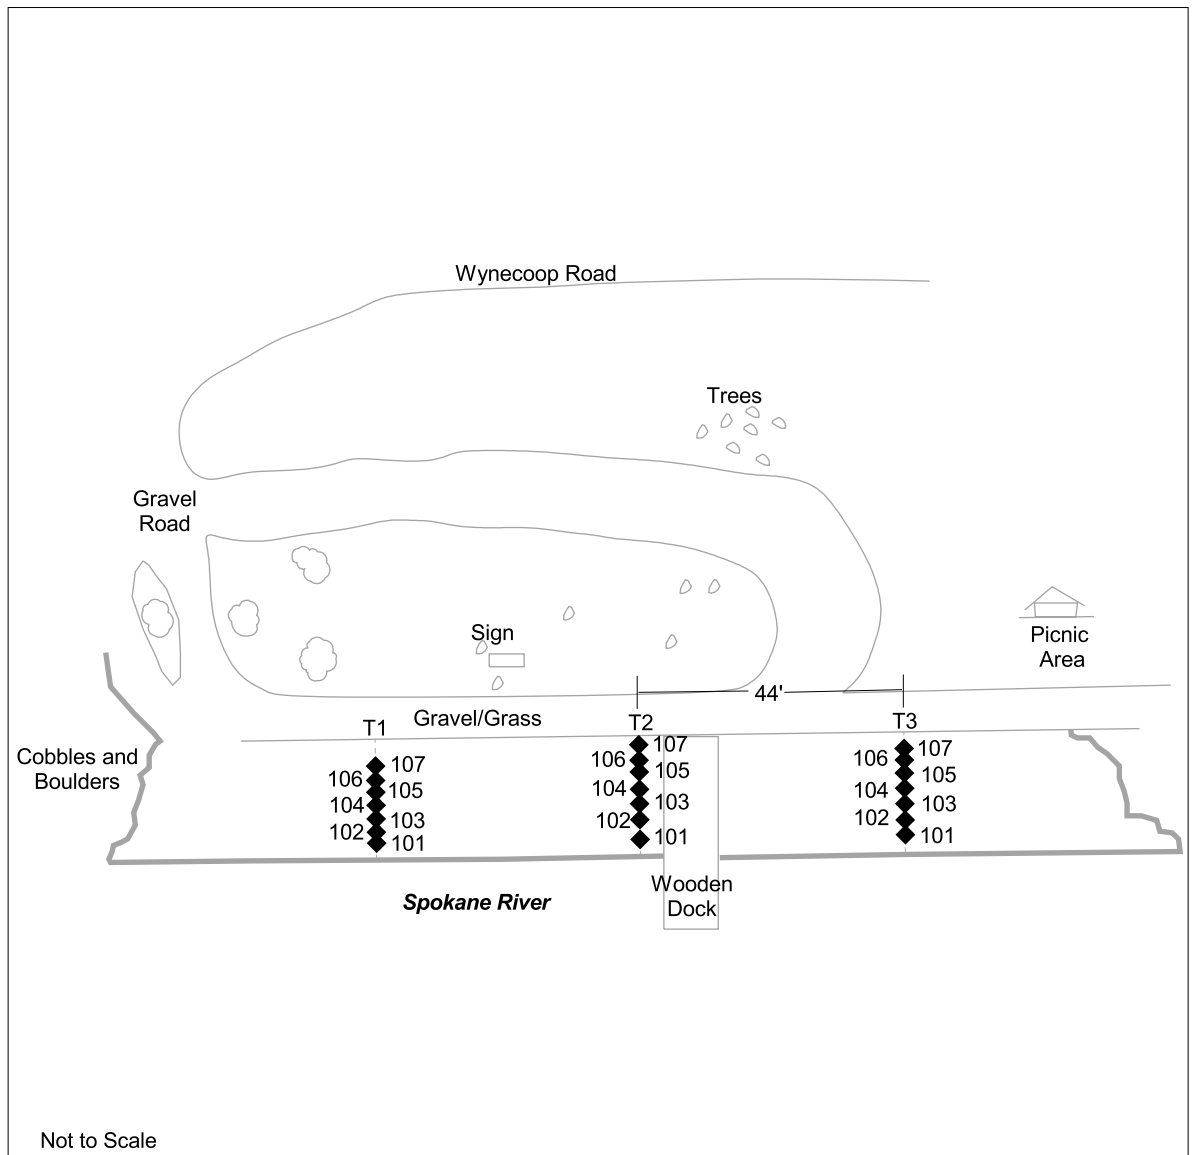 Wynecoop Road
Trees
Gravel
Road
Sign
Picnic
Area
44'
Gravel/Grass
T1
T2
T3
Cobbles and
Boulders
107
106
105
104
103
102
101
107
106
105
104
103
102
101
107
106
105
104
103
102
101
Wooden
Dock
Spokane River
Not to Scale